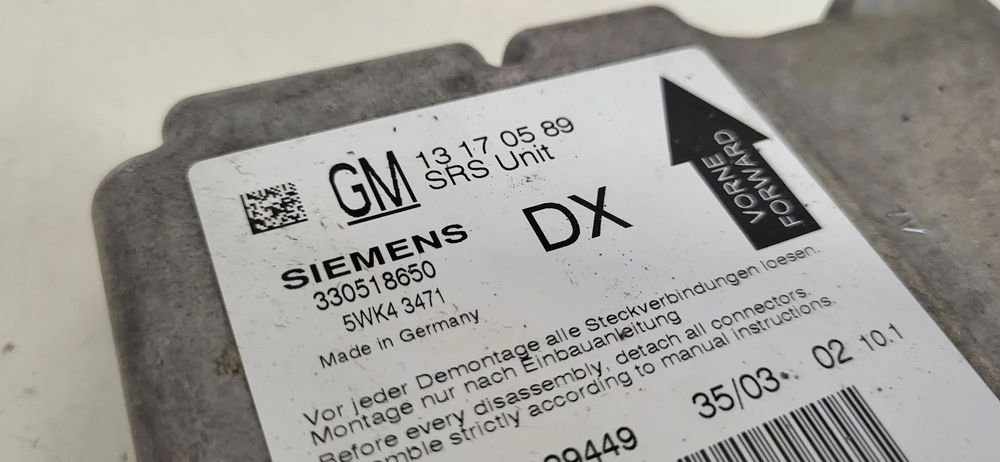 GM 13 17 05 89
SRS Unit
VORNE
FORWARD
DX
SIEMENS
330518650
5WK4 3471
Made in Germany
Vor jeder Demontage alle Steckverbindungen loesen.
Montage nur nach Einbauanleitung
Before every disassembly, detach all connectors.
strictly according to manual instructions.
35/03 02 10.1